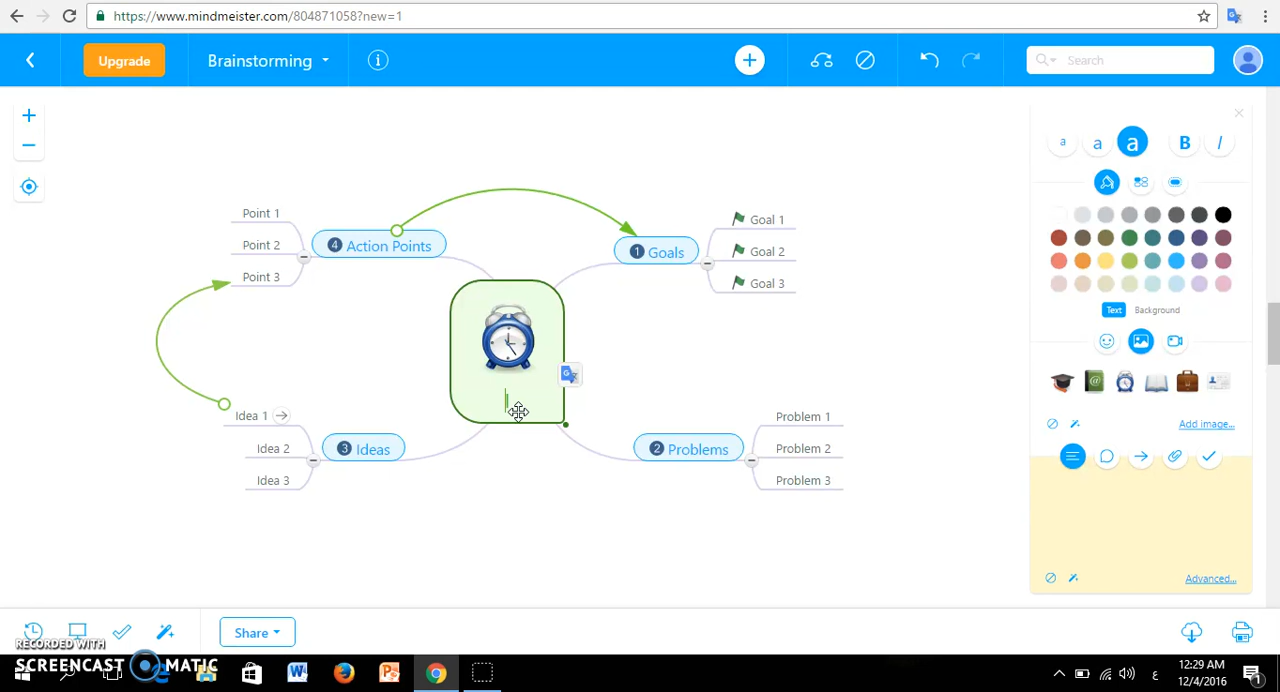 https://www.mindmeister.com/804871058?new=1
Upgrade
Brainstorming
Search
a a a B I
Point 1
Point 2
Point 3
4 Action Points
1 Goals
Goal 1
Goal 2
Goal 3
Text Background
Idea 1
Idea 2
Idea 3
3 Ideas
2 Problems
Problem 1
Problem 2
Problem 3
Add image...
Advanced...
Share
RECORDED WITH
SCREENCAST MATIC
ع
12:29 AM
12/4/2016
1